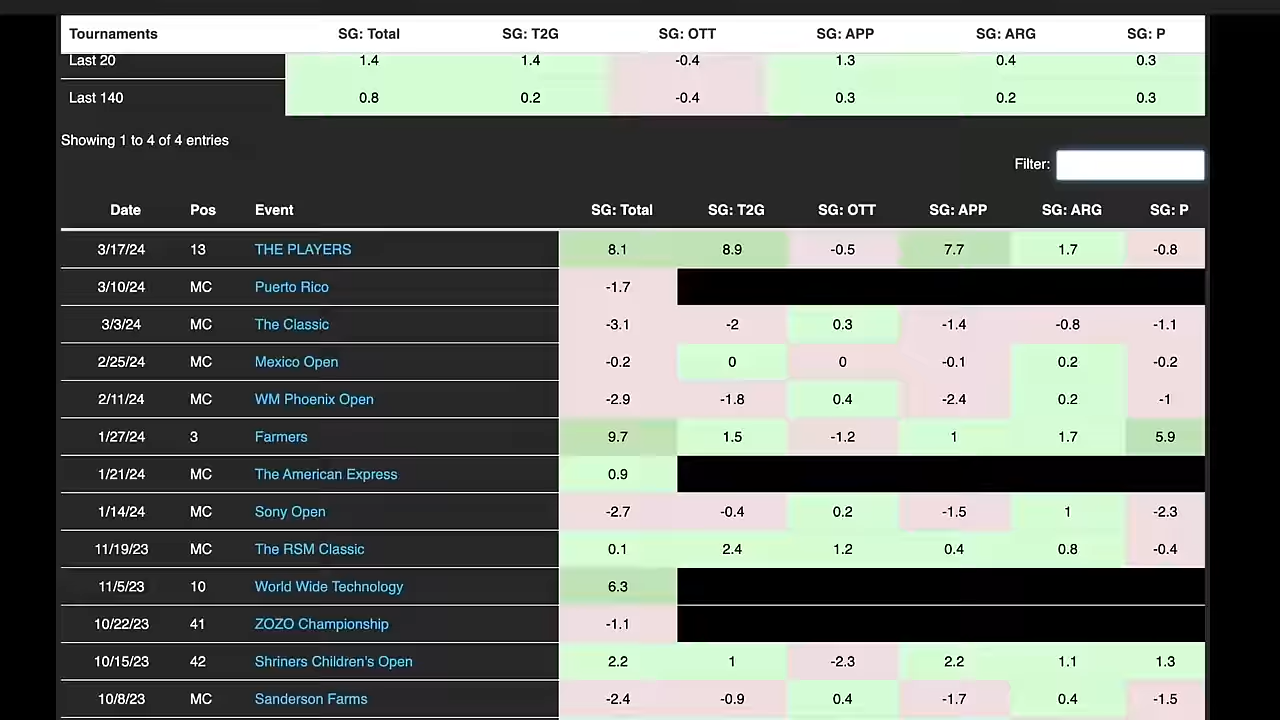 Tournaments SG: Total SG: T2G SG: OTT SG: APP SG: ARG SG: P
Last 20 1.4 1.4 -0.4 1.3 0.4 0.3
Last 140 0.8 0.2 -0.4 0.3 0.2 0.3
Showing 1 to 4 of 4 entries
Filter:
Date Pos Event SG: Total SG: T2G SG: OTT SG: APP SG: ARG SG: P
3/17/24 13 THE PLAYERS 8.1 8.9 -0.5 7.7 1.7 -0.8
3/10/24 MC Puerto Rico -1.7
3/3/24 MC The Classic -3.1 -2 0.3 -1.4 -0.8 -1.1
2/25/24 MC Mexico Open -0.2 0 0 -0.1 0.2 -0.2
2/11/24 MC WM Phoenix Open -2.9 -1.8 0.4 -2.4 0.2 -1
1/27/24 3 Farmers 9.7 1.5 -1.2 1 1.7 5.9
1/21/24 MC The American Express 0.9
1/14/24 MC Sony Open -2.7 -0.4 0.2 -1.5 1 -2.3
11/19/23 MC The RSM Classic 0.1 2.4 1.2 0.4 0.8 -0.4
11/5/23 10 World Wide Technology 6.3
10/22/23 41 ZOZO Championship -1.1
10/15/23 42 Shriners Children's Open 2.2 1 -2.3 2.2 1.1 1.3
10/8/23 MC Sanderson Farms -2.4 -0.9 0.4 -1.7 0.4 -1.5